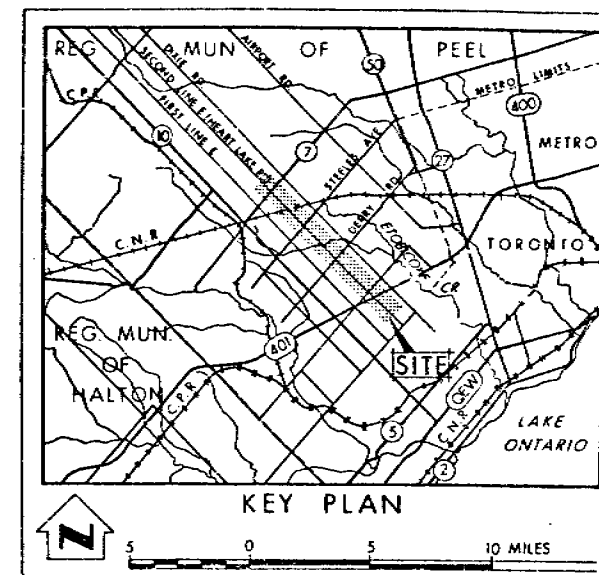 REG. MUN OF PEEL
DALE RD
AIRPORT RD
SECOND LINE E (HEART LAKE RD)
FIRST LINE E
50
METRO LIMITS
400
C.P.R
10
7
STEELES AVE
27
METRO
DERRY RD
C.N.R
ETOBICOKE CR
TORONTO
REG. MUN.
OF
HALTON
401
SITE
C.P.R
QEW
C.N.R
5
2
LAKE
ONTARIO
KEY PLAN
N
5 0 5 10 MILES